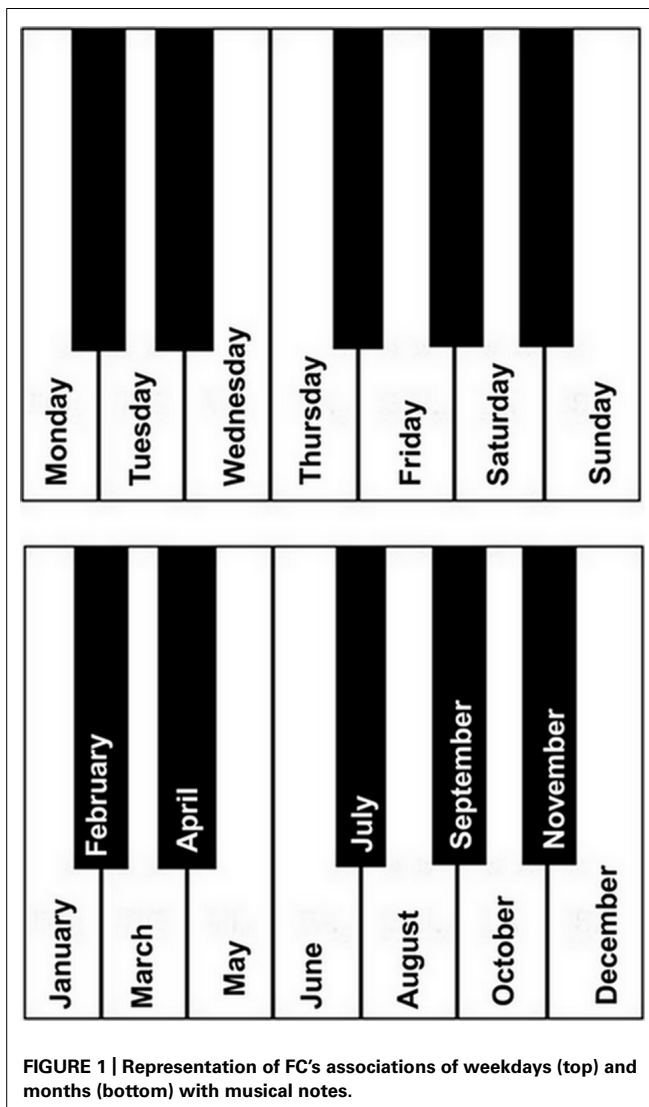 Monday
Tuesday
Wednesday
Thursday
Friday
Saturday
Sunday
January
February
March
April
May
June
July
August
September
October
November
December
FIGURE 1 | Representation of FC's associations of weekdays (top) and
months (bottom) with musical notes.